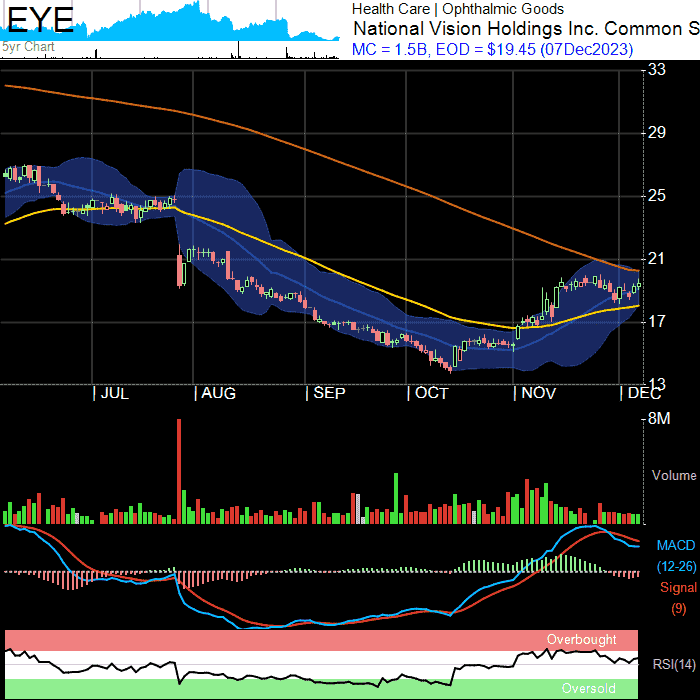 EYE
5yr Chart
Health Care | Ophthalmic Goods
National Vision Holdings Inc. Common S
MC = 1.5B, EOD = $19.45 (07Dec2023)
33
29
25
21
17
13
JUL AUG SEP OCT NOV DEC
8M
Volume
MACD
(12-26)
Signal
(9)
Overbought
RSI(14)
Oversold